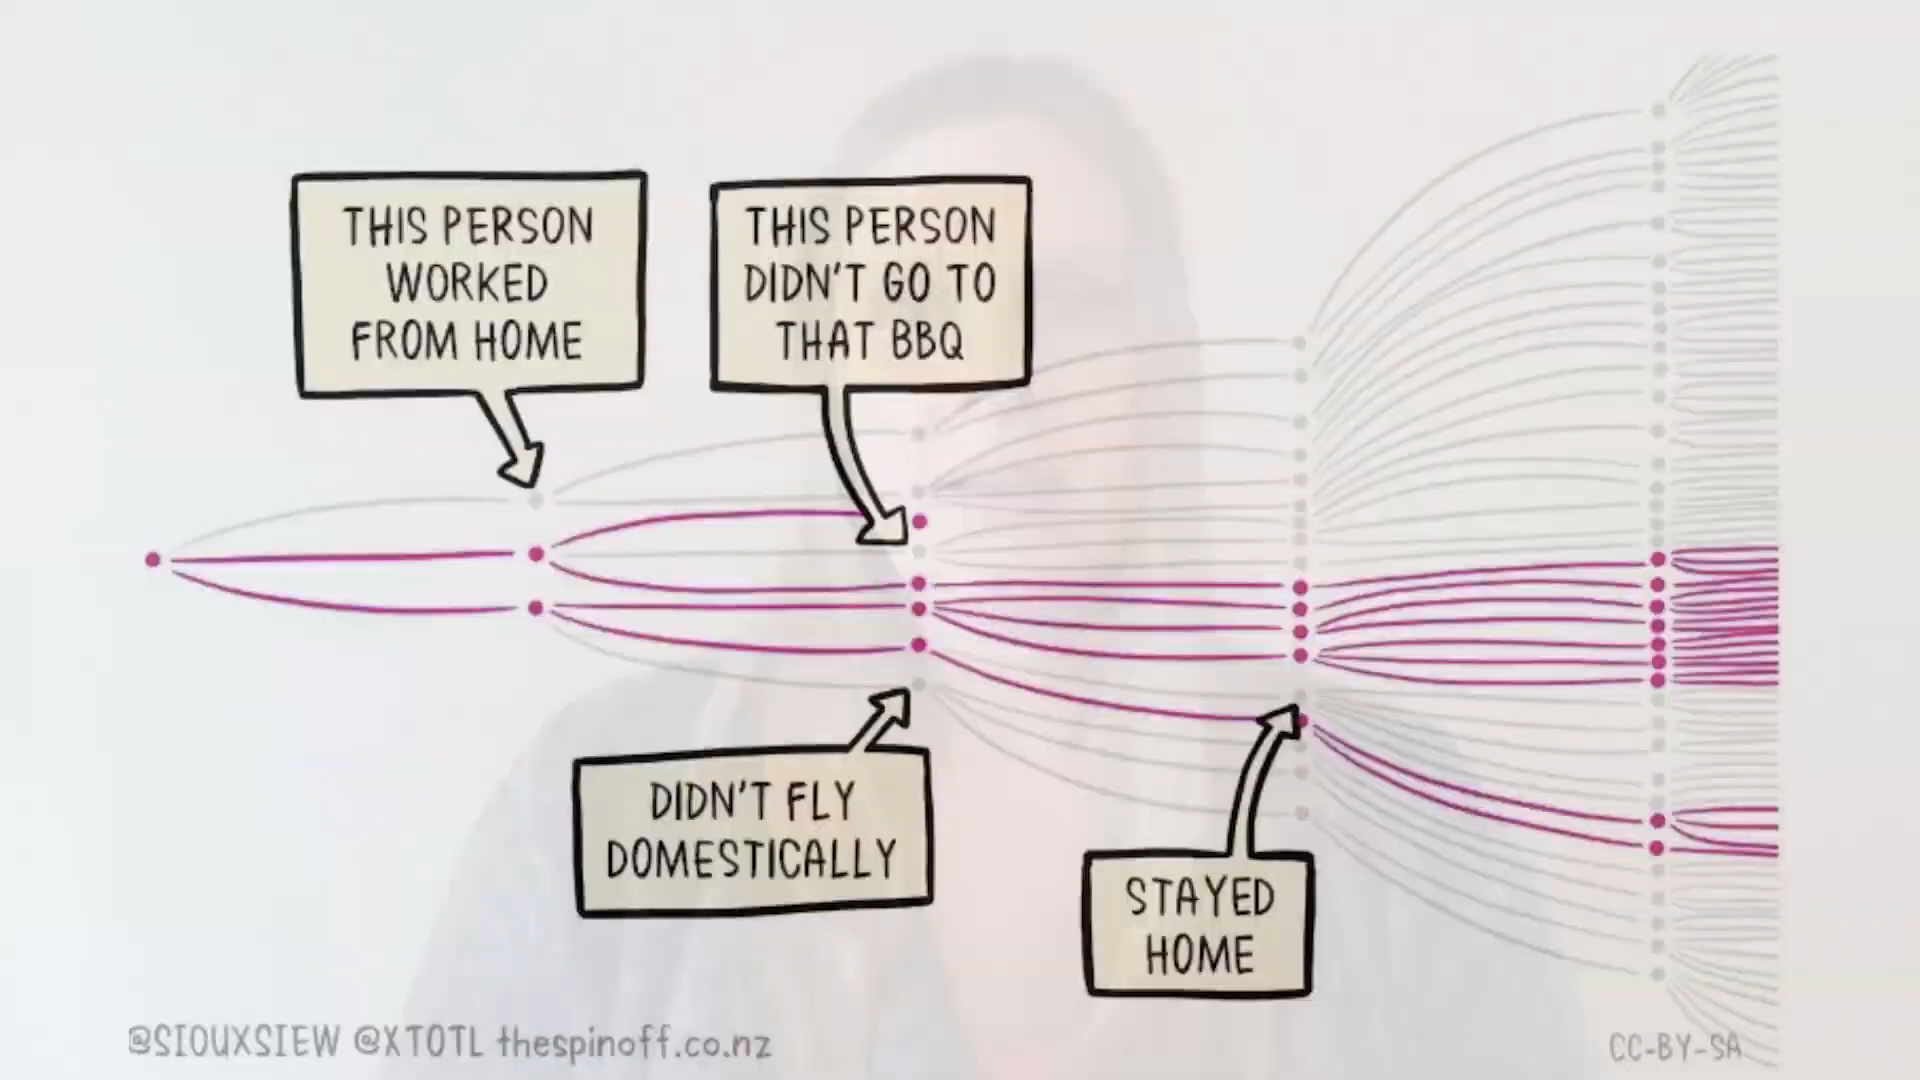 THIS PERSON
WORKED
FROM HOME
THIS PERSON
DIDN'T GO TO
THAT BBQ
DIDN'T FLY
DOMESTICALLY
STAYED
HOME
@SIOUXSIEW @XTOTL thespinoff.co.nz
CC-BY-SA